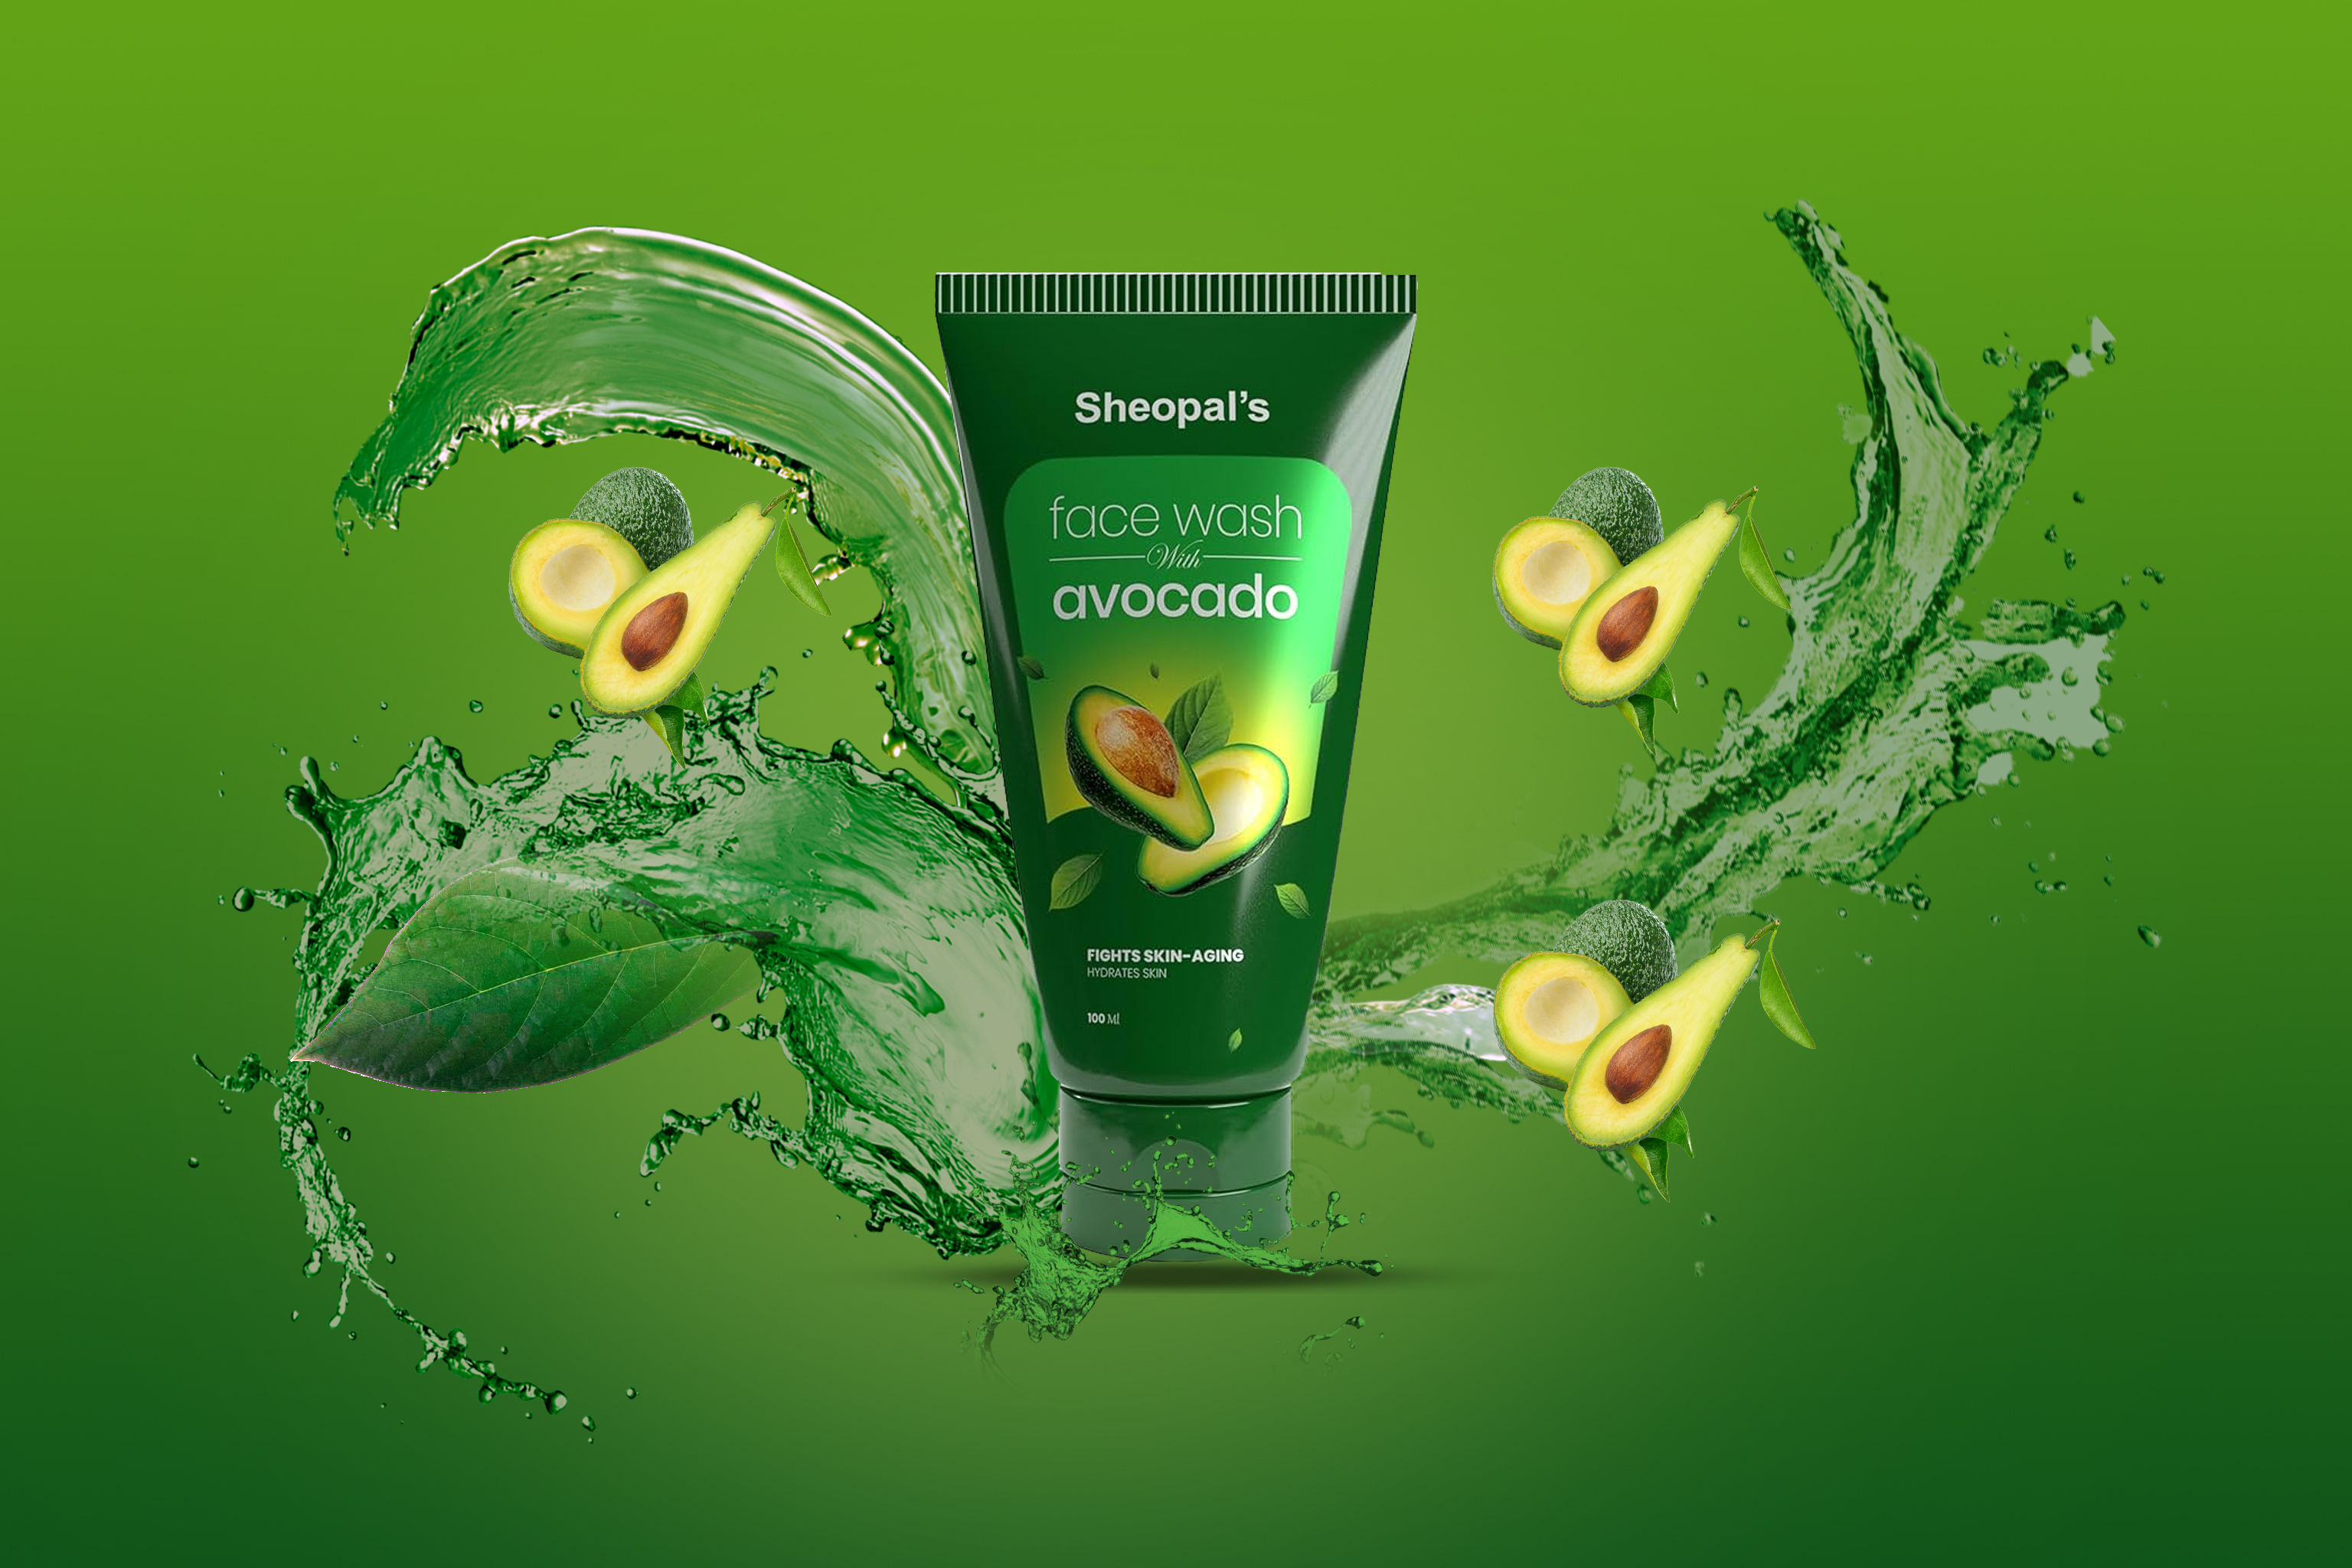 Sheopal's
face wash
With
avocado
FIGHTS SKIN-AGING
HYDRATES SKIN
100 Ml